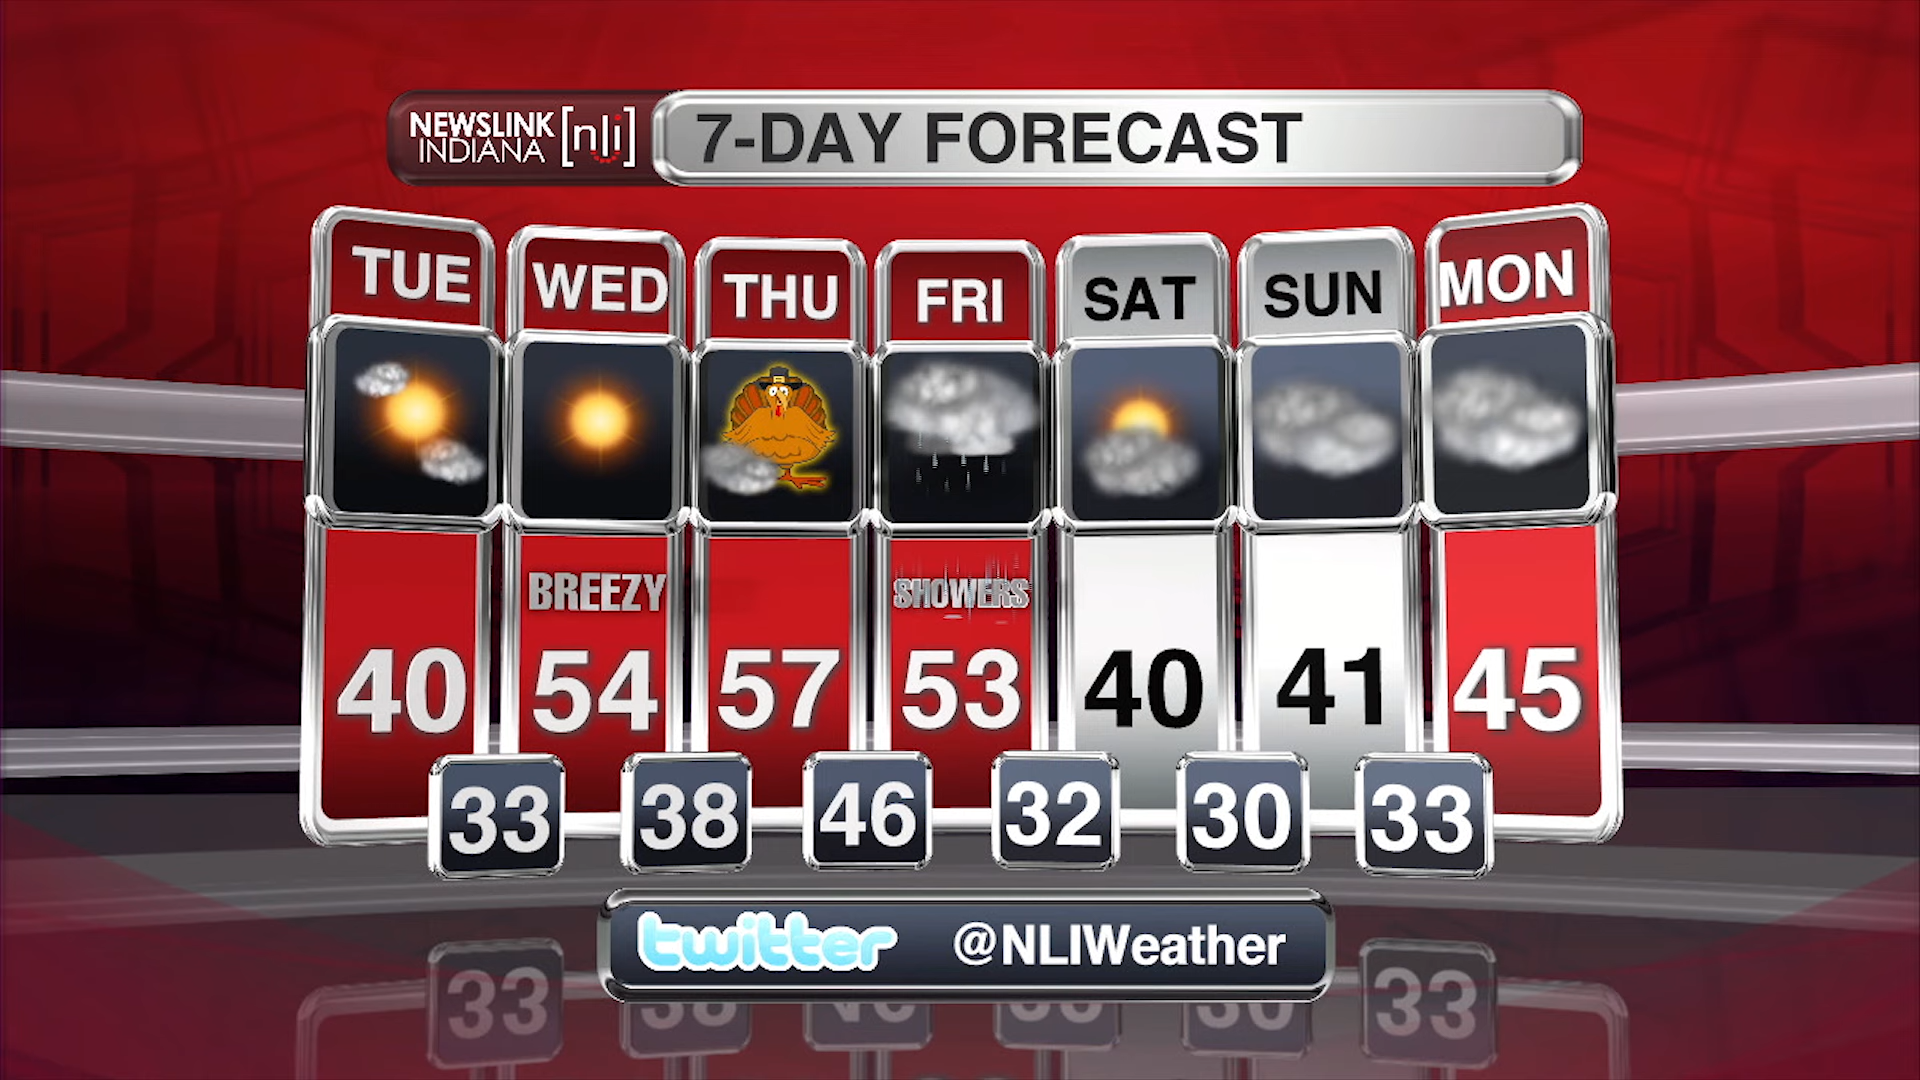 NEWSLINK
INDIANA
[nli]
7-DAY FORECAST
TUE
WED
THU
FRI
SAT
SUN
MON
BREEZY
SHOWERS
40
54
57
53
40
41
45
33
38
46
32
30
33
twitter
@NLIWeather